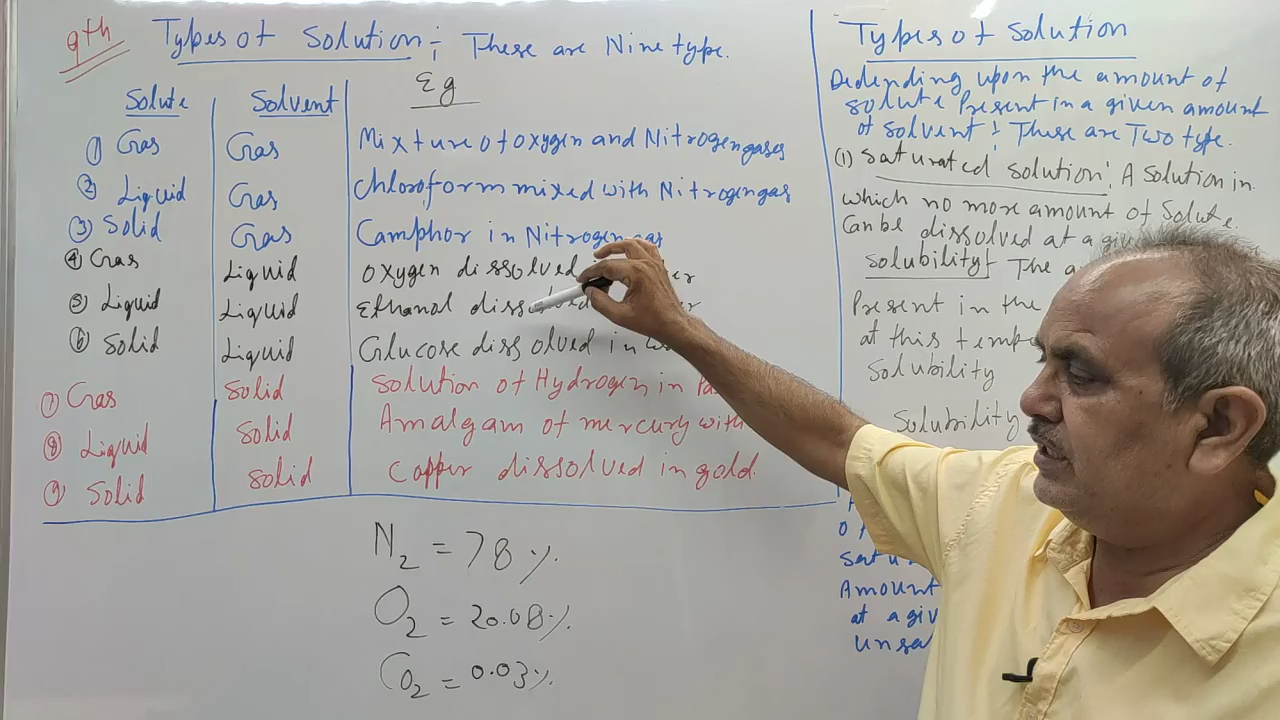 9th
Types of Solution :- These are Nine type.
Eg
Solute Solvent
① Gas Gas Mixture of oxygen and Nitrogen gases
② Liquid Gas Chloroform mixed with Nitrogen gas
③ Solid Gas Camphor in Nitrogen gas
④ Gas Liquid Oxygen dissolved
⑤ Liquid Liquid Ethanol dissolved
⑥ Solid Liquid Glucose dissolved in
⑦ Gas Solid Solution of Hydrogen in
⑧ Liquid Solid Amalgam of mercury with
⑨ Solid Solid Copper dissolved in gold.
N2 = 78%.
O2 = 20.08%.
CO2 = 0.03%.
Types of Solution
Depending upon the amount of
solute Present in a given amount
of solvent : These are Two type.
(1) Saturated solution: A solution in
which no more amount of Solute.
Can be dissolved at a
Solubility The
Present in the
at this
Solubility
Solubility
Amount
at a